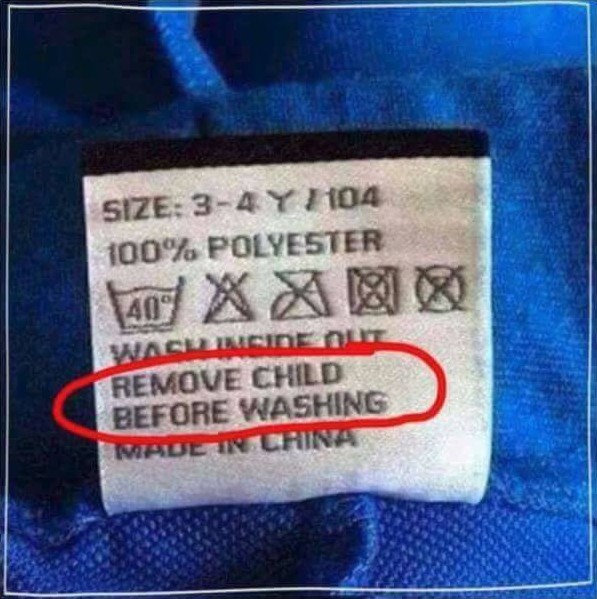 SIZE: 3-4 Y / 104
100% POLYESTER
40°
WASH INSIDE OUT
REMOVE CHILD
BEFORE WASHING
MADE IN CHINA